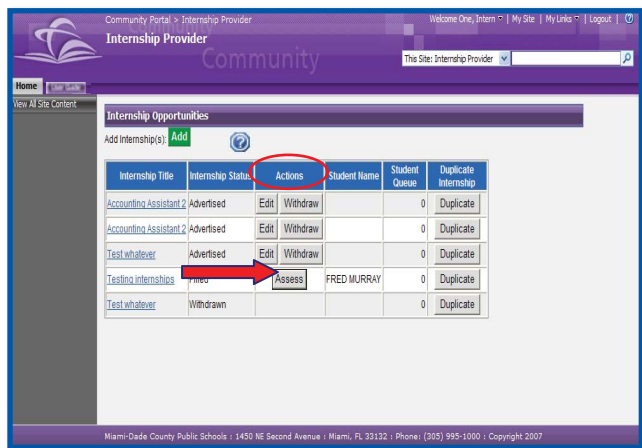 Community Portal > Internship Provider
Welcome One, Intern | My Site | My Links | Logout |
Internship Provider
Community
This Site: Internship Provider
Home
View All Site Content
Internship Opportunities
Add Internship(s): Add
Internship Title Internship Status Actions Student Name Student Queue Duplicate Internship
Accounting Assistant 2 Advertised Edit Withdraw 0 Duplicate
Accounting Assistant 2 Advertised Edit Withdraw 0 Duplicate
Test whatever Advertised Edit Withdraw 0 Duplicate
Testing internships Filled Assess FRED MURRAY 0 Duplicate
Test whatever Withdrawn 0 Duplicate
Miami-Dade County Public Schools : 1450 NE Second Avenue : Miami, FL 33132 : Phone: (305) 995-1000 : Copyright 2007